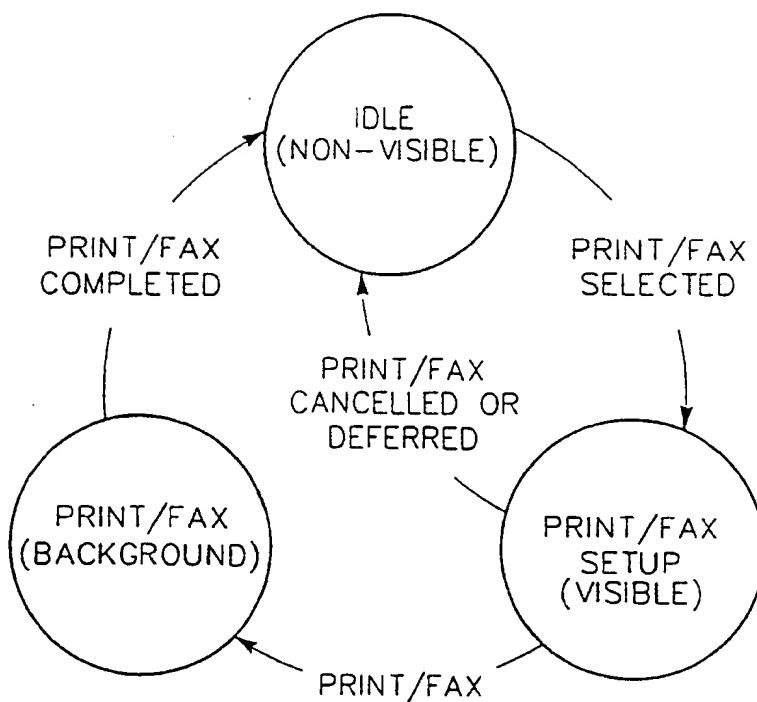 IDLE
(NON-VISIBLE)
PRINT/FAX
COMPLETED
PRINT/FAX
SELECTED
PRINT/FAX
CANCELLED OR
DEFERRED
PRINT/FAX
(BACKGROUND)
PRINT/FAX
SETUP
(VISIBLE)
PRINT/FAX